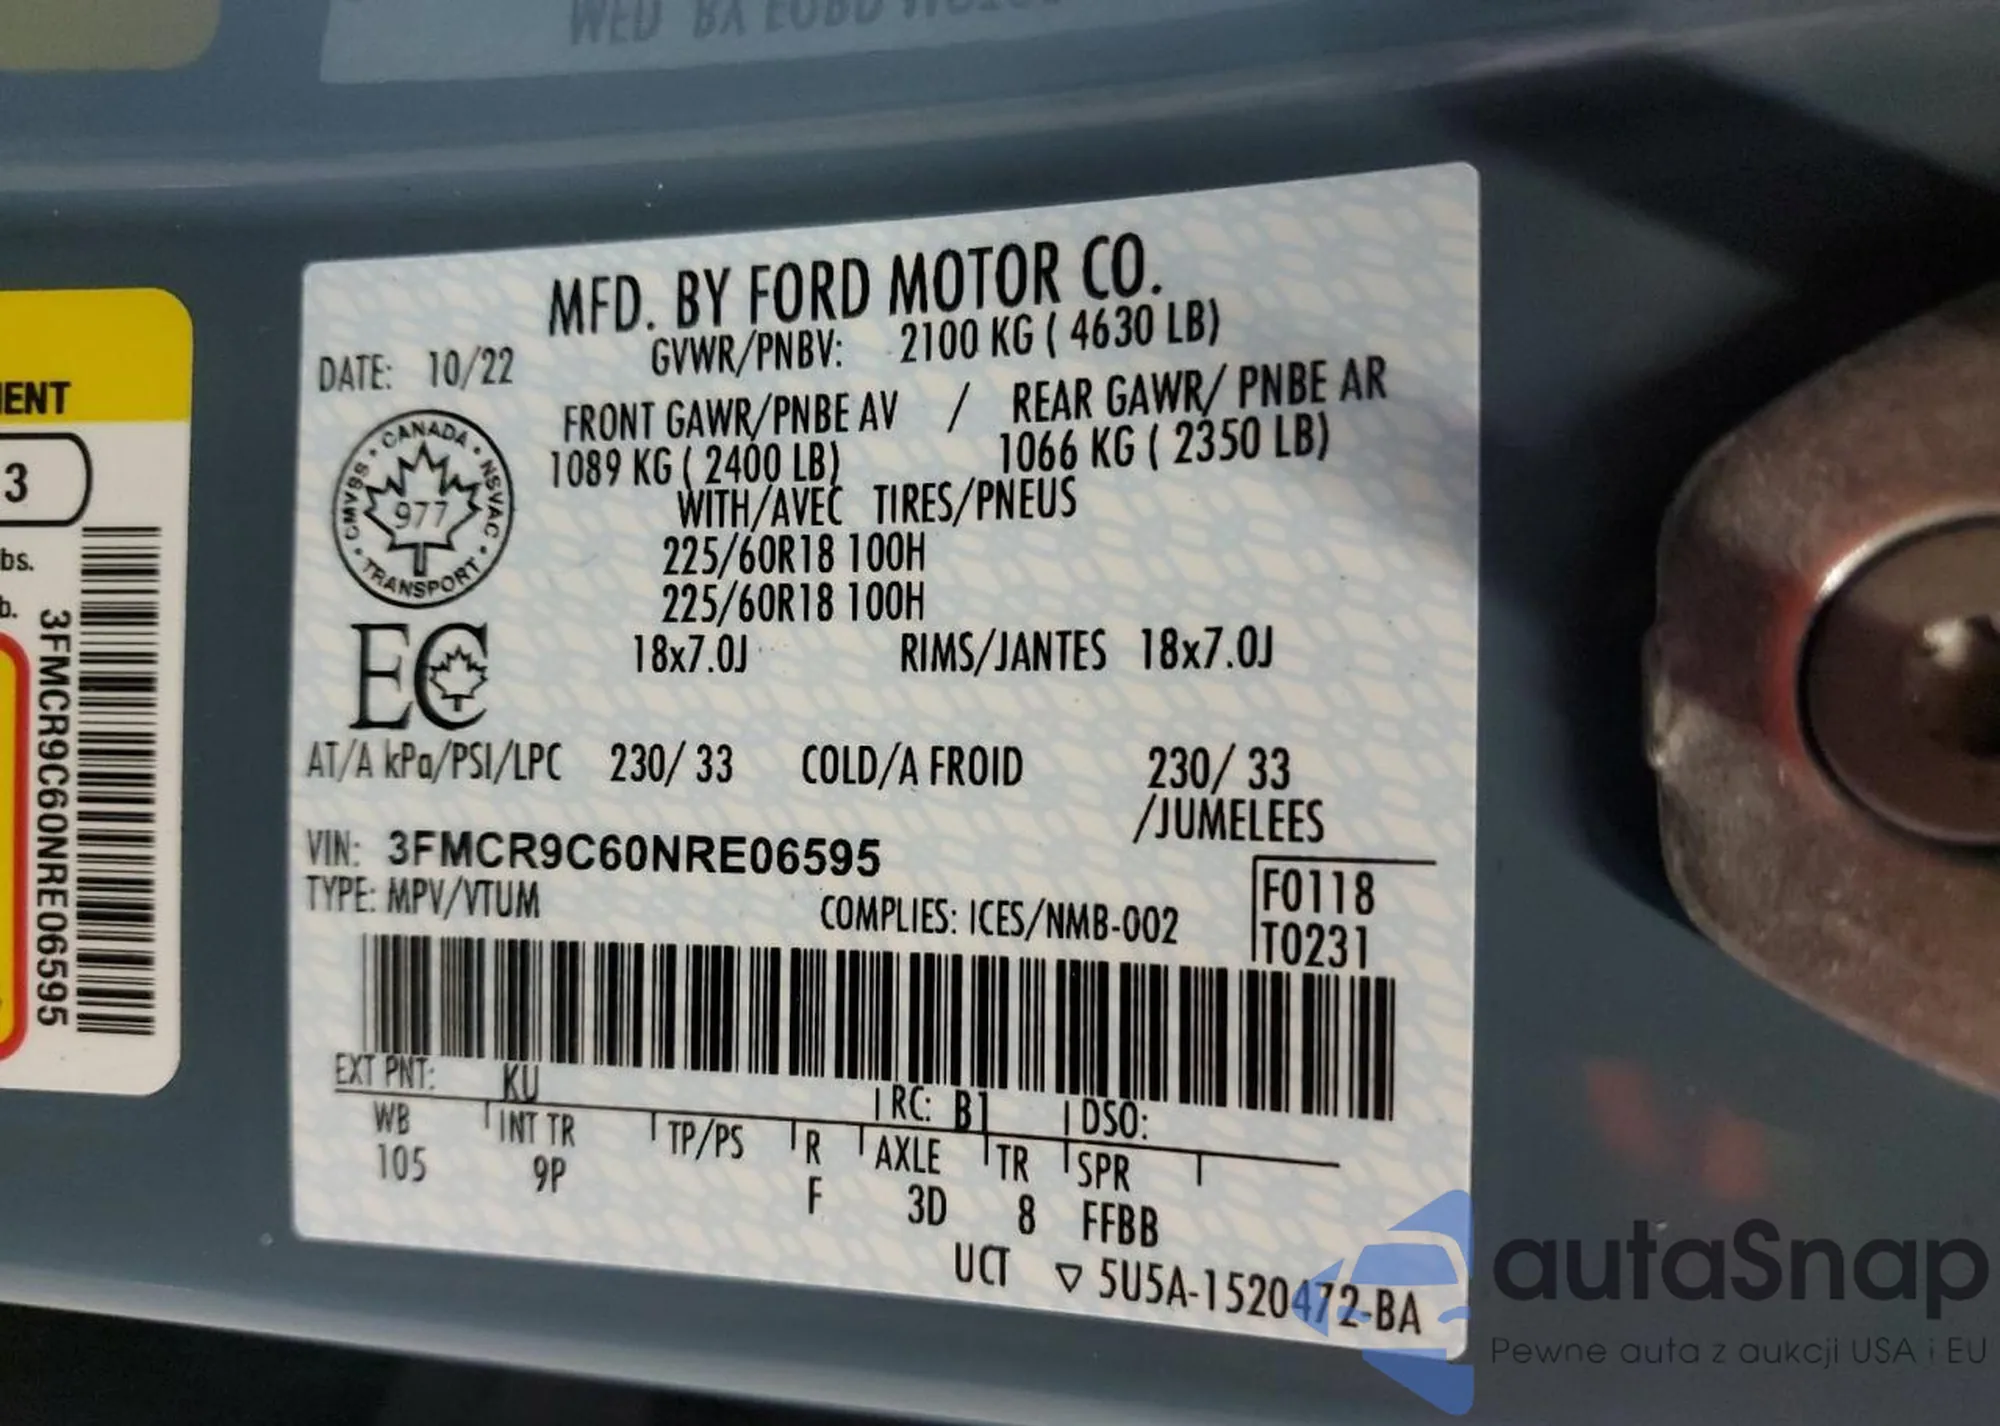 MFD. BY FORD MOTOR CO.
DATE: 10/22 GVWR/PNBV: 2100 KG ( 4630 LB)
FRONT GAWR/PNBE AV / REAR GAWR/ PNBE AR
1089 KG ( 2400 LB) 1066 KG ( 2350 LB)
WITH/AVEC TIRES/PNEUS
225/60R18 100H
225/60R18 100H
18x7.0J RIMS/JANTES 18x7.0J
CANADA • NSVAC • TRANSPORT • CMVSS •
977
EC
AT/A kPa/PSI/LPC 230/ 33 COLD/A FROID 230/ 33
/JUMELEES
VIN: 3FMCR9C60NRE06595
TYPE: MPV/VTUM COMPLIES: ICES/NMB-002
F0118
T0231
EXT PNT: KU RC: B1 DSO:
WB INT TR TP/PS R AXLE TR SPR
105 9P F 3D 8 FFBB
UCT ▽ 5U5A-1520472-BA
3
bs.
b.
3FMCR9C60NRE06595
autaSnap
Pewne auta z aukcji USA i EU